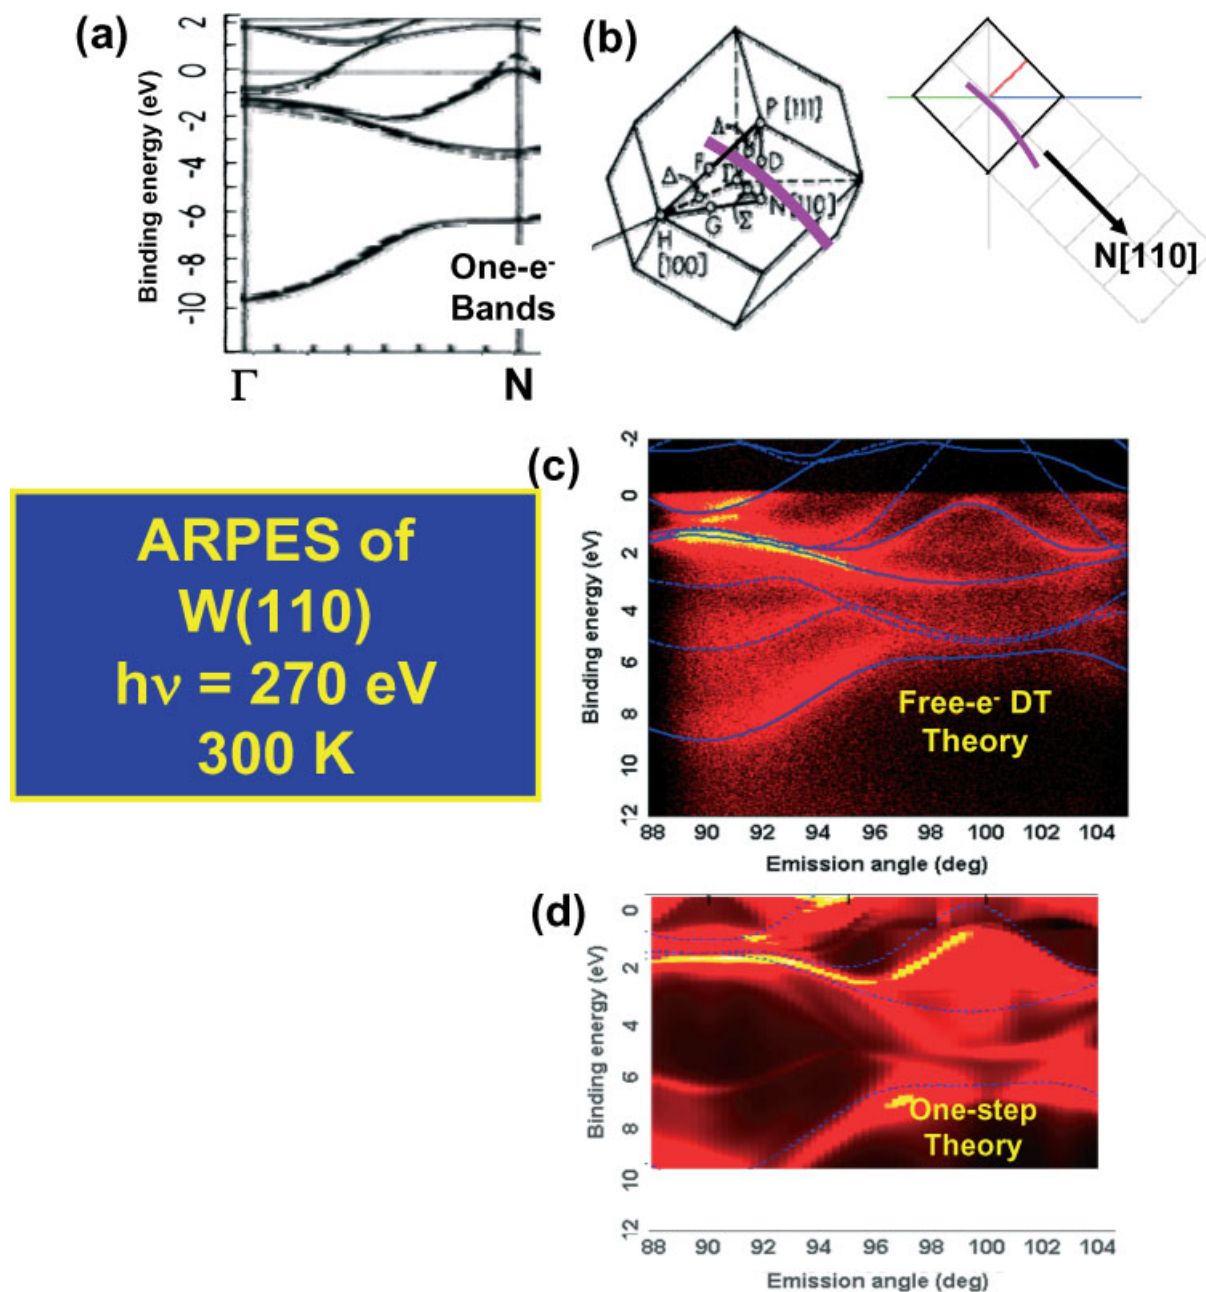 (a)
2
0
-2
-4
-6
-8
-10
Binding energy (eV)
One-e⁻
Bands
Γ
N
(b)
P [111]
Λ
F
D
Δ
Γ
N [110]
G
Σ
H
[100]
N[110]
ARPES of
W(110)
hν = 270 eV
300 K
(c)
-2
0
2
4
6
8
10
12
Binding energy (eV)
Free-e⁻ DT
Theory
88 90 92 94 96 98 100 102 104
Emission angle (deg)
(d)
0
2
4
6
8
10
12
Binding energy (eV)
One-step
Theory
88 90 92 94 96 98 100 102 104
Emission angle (deg)